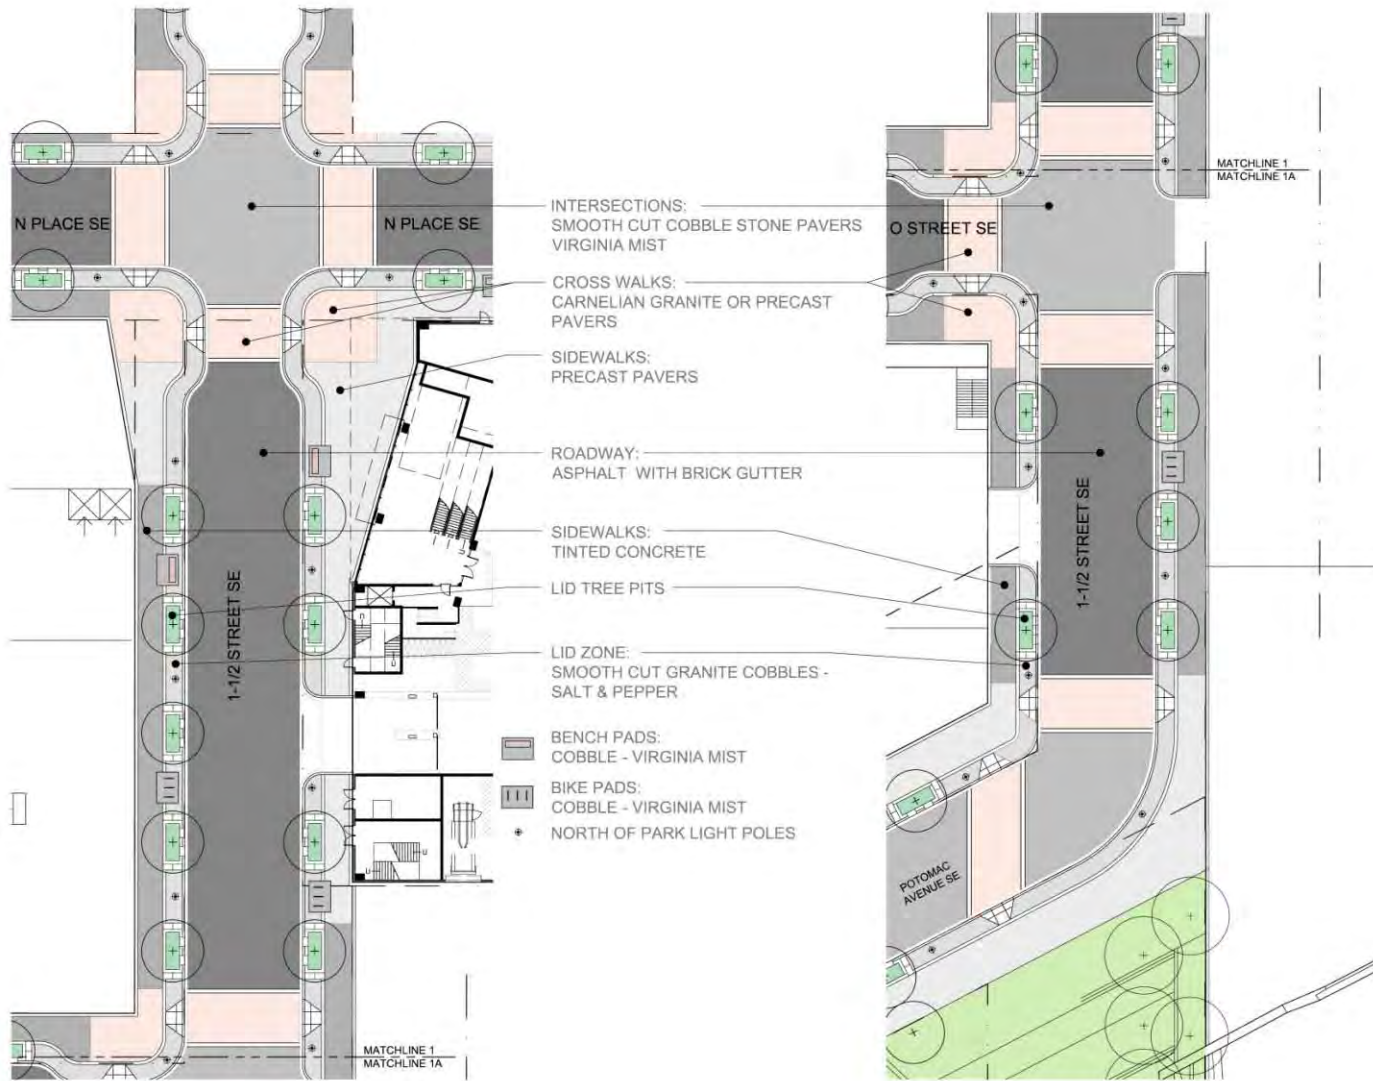 N PLACE SE
N PLACE SE
1-1/2 STREET SE
MATCHLINE 1
MATCHLINE 1A
INTERSECTIONS:
SMOOTH CUT COBBLE STONE PAVERS
VIRGINIA MIST
CROSS WALKS:
CARNELIAN GRANITE OR PRECAST
PAVERS
SIDEWALKS:
PRECAST PAVERS
ROADWAY:
ASPHALT WITH BRICK GUTTER
SIDEWALKS:
TINTED CONCRETE
LID TREE PITS
LID ZONE:
SMOOTH CUT GRANITE COBBLES -
SALT & PEPPER
BENCH PADS:
COBBLE - VIRGINIA MIST
BIKE PADS:
COBBLE - VIRGINIA MIST
NORTH OF PARK LIGHT POLES
MATCHLINE 1
MATCHLINE 1A
O STREET SE
1-1/2 STREET SE
POTOMAC
AVENUE SE